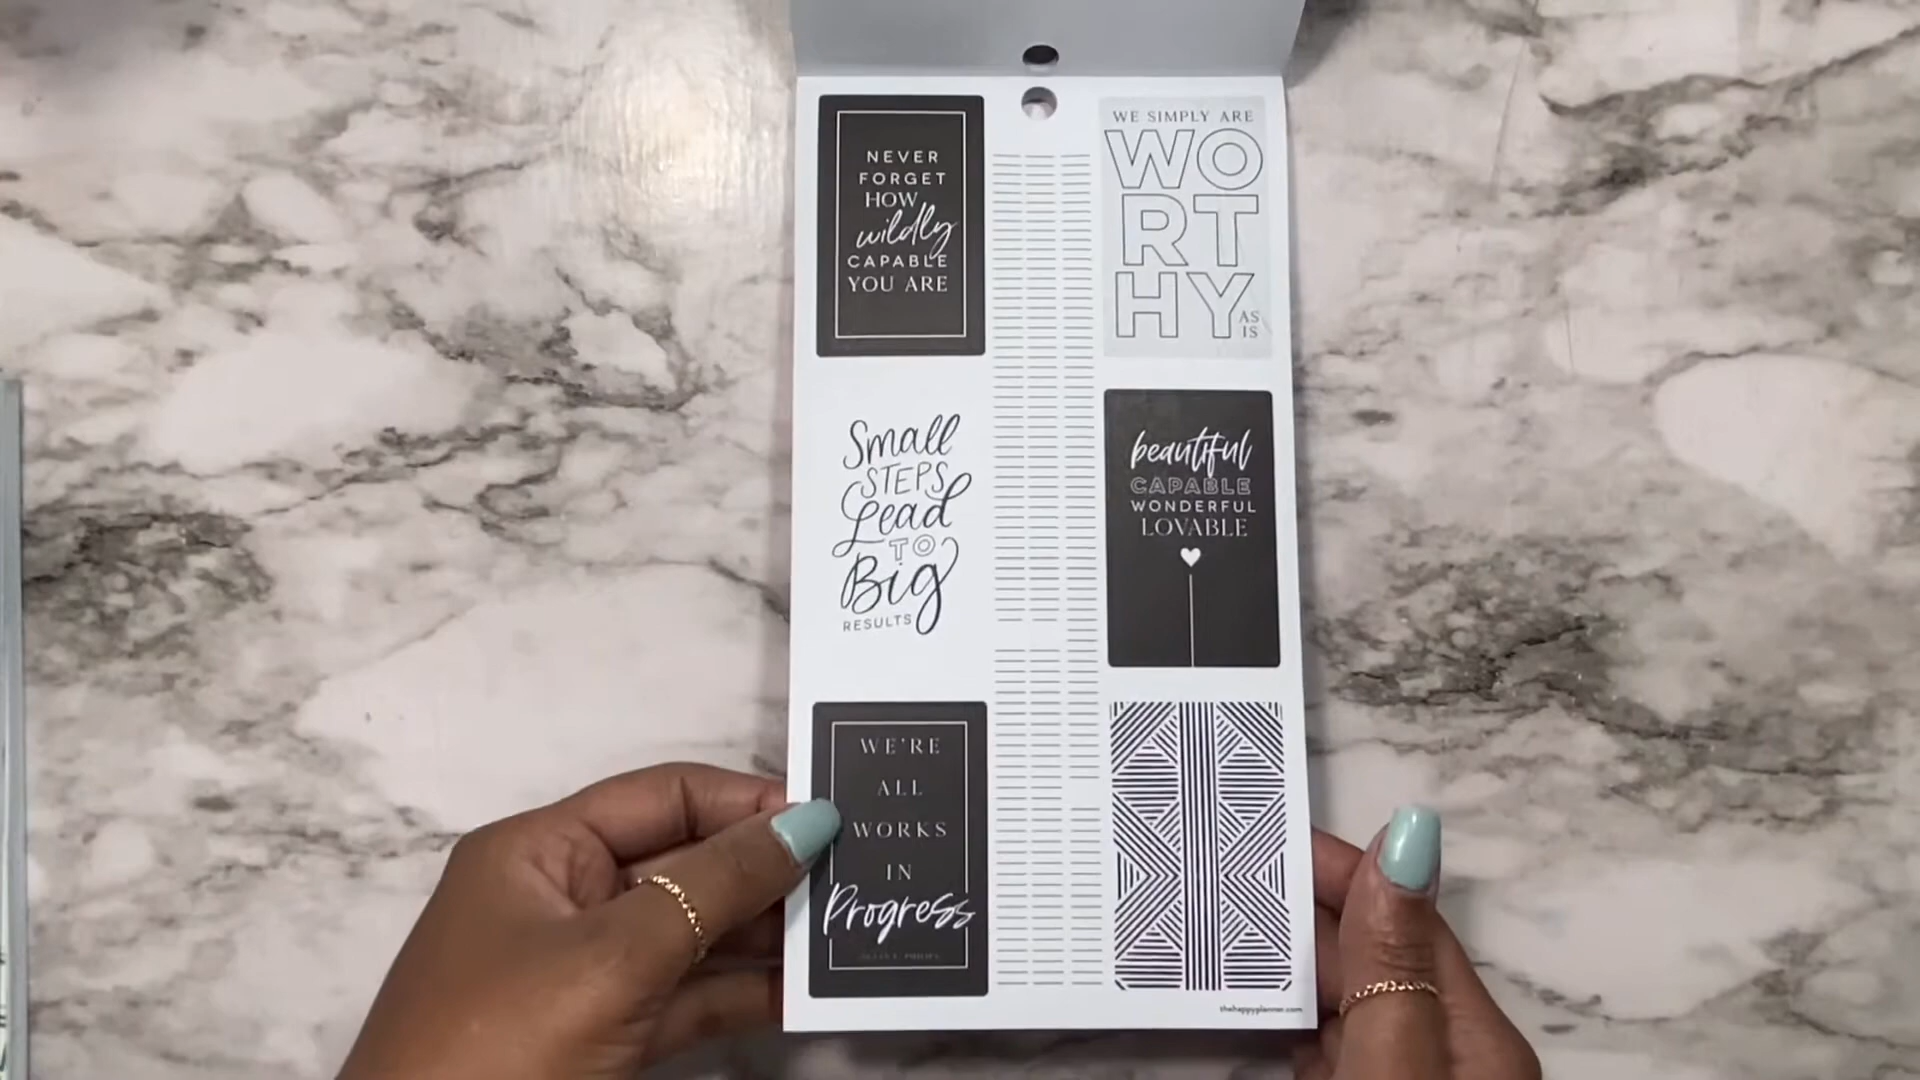 NEVER
FORGET
HOW
wildly
CAPABLE
YOU ARE
WE SIMPLY ARE
WO
RT
HY
AS
IS
Small
STEPS
Lead
TO
Big
RESULTS
beautiful
CAPABLE
WONDERFUL
LOVABLE
WE'RE
ALL
WORKS
IN
Progress
thehappyplanner.com